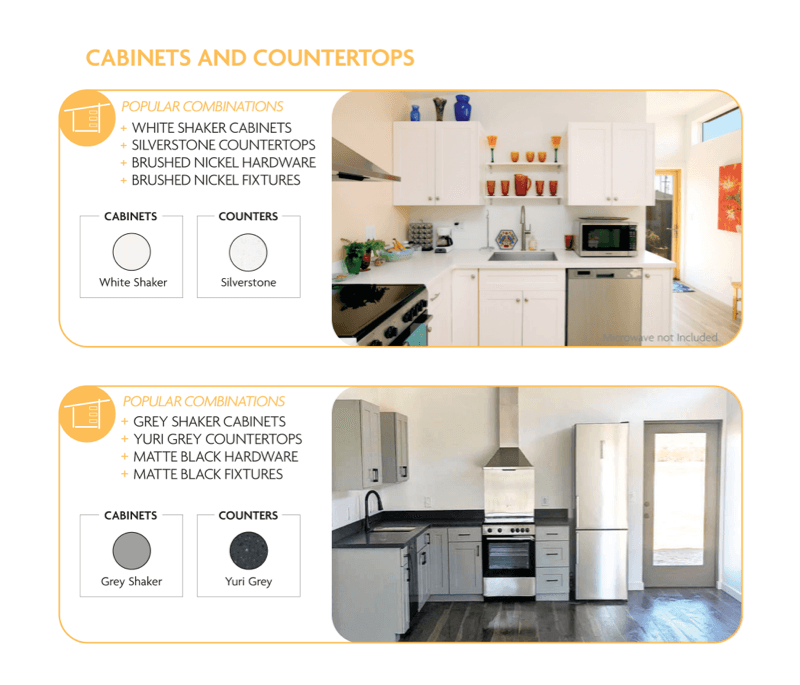 CABINETS AND COUNTERTOPS
POPULAR COMBINATIONS
+ WHITE SHAKER CABINETS
+ SILVERSTONE COUNTERTOPS
+ BRUSHED NICKEL HARDWARE
+ BRUSHED NICKEL FIXTURES
CABINETS
White Shaker
COUNTERS
Silverstone
Microwave not Included.
POPULAR COMBINATIONS
+ GREY SHAKER CABINETS
+ YURI GREY COUNTERTOPS
+ MATTE BLACK HARDWARE
+ MATTE BLACK FIXTURES
CABINETS
Grey Shaker
COUNTERS
Yuri Grey